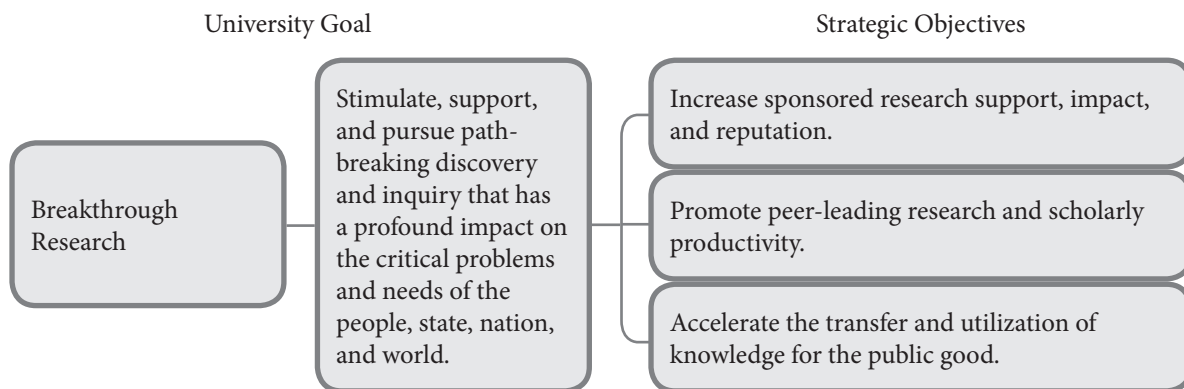 University Goal
Strategic Objectives
Breakthrough
Research
Stimulate, support,
and pursue path-
breaking discovery
and inquiry that has
a profound impact on
the critical problems
and needs of the
people, state, nation,
and world.
Increase sponsored research support, impact,
and reputation.
Promote peer-leading research and scholarly
productivity.
Accelerate the transfer and utilization of
knowledge for the public good.